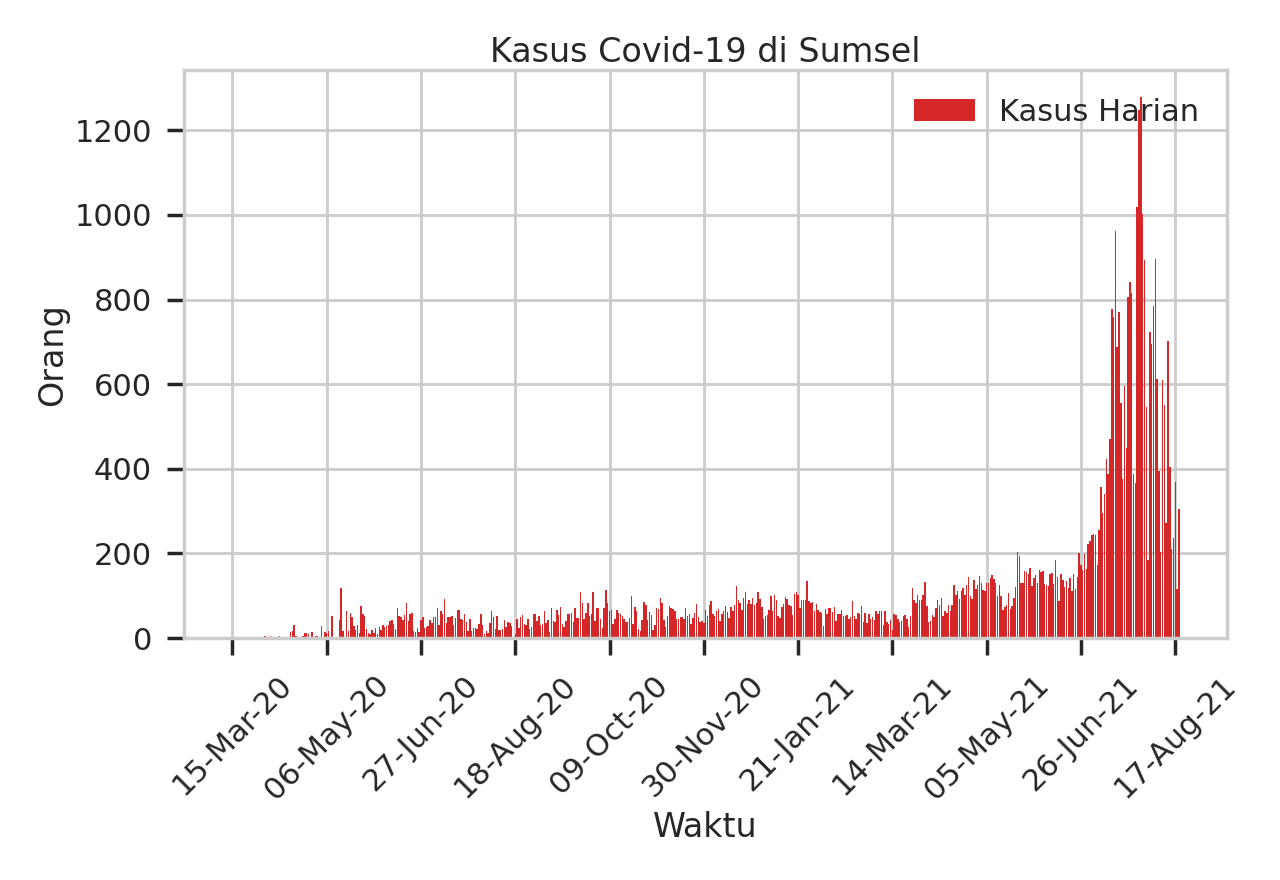 Kasus Covid-19 di Sumsel
Kasus Harian
1200
1000
800
600
400
200
0
Orang
15-Mar-20
06-May-20
27-Jun-20
18-Aug-20
09-Oct-20
30-Nov-20
21-Jan-21
14-Mar-21
05-May-21
26-Jun-21
17-Aug-21
Waktu